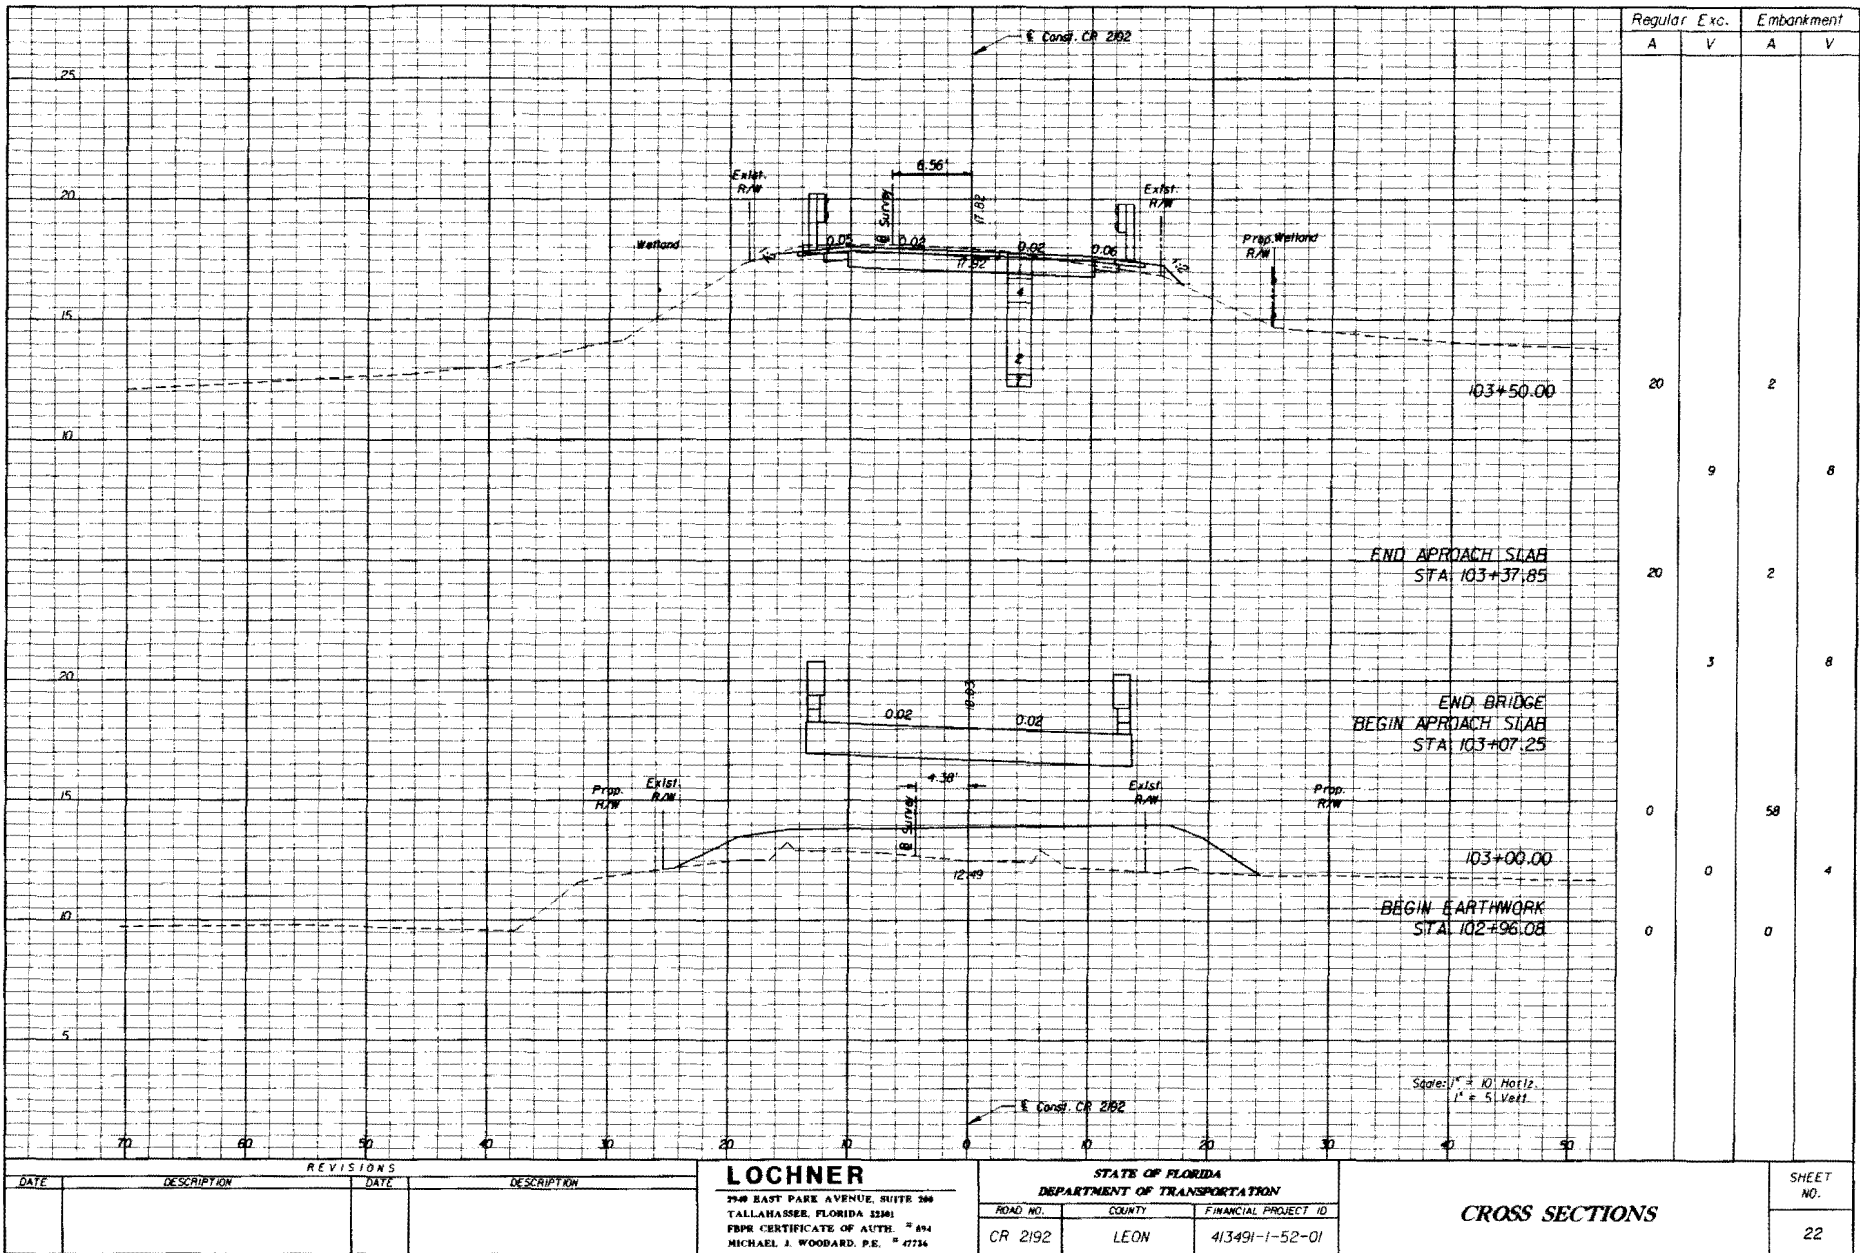 Regular Exc. Embankment
A V A V
℄ Const. CR 2192
25
6.56'
Exist.
R/W
Exist.
R/W
20
℄ Survey
17.82
Wetland
0.05 0.02 0.02 0.06
Prop. Wetland
R/W
17.92
4
15
2
7
103+50.00 20 2
10
9 8
END APROACH SLAB
STA. 103+37.85 20 2
20
3 8
END BRIDGE
BEGIN APROACH SLAB
STA. 103+07.25
0.02 0.02
4.38'
Prop.
R/W
Exist.
R/W
Exist.
R/W
Prop.
R/W
15
℄ Survey
0 58
103+00.00
12.49
0 4
BEGIN EARTHWORK
STA. 102+96.08
10
0 0
5
Scale: 1" = 10' Horiz.
1" = 5' Vert.
℄ Const. CR 2192
70 60 50 40 30 20 10 0 10 20 30 40 50
REVISIONS
DATE DESCRIPTION DATE DESCRIPTION
LOCHNER
EAST PARK AVENUE, SUITE
TALLAHASSEE, FLORIDA 32301
FBPR CERTIFICATE OF AUTH. # 894
MICHAEL J. WOODARD, P.E. # 47734
STATE OF FLORIDA
DEPARTMENT OF TRANSPORTATION
ROAD NO. COUNTY FINANCIAL PROJECT ID
CR 2192 LEON 413491-1-52-01
CROSS SECTIONS
SHEET
NO.
22